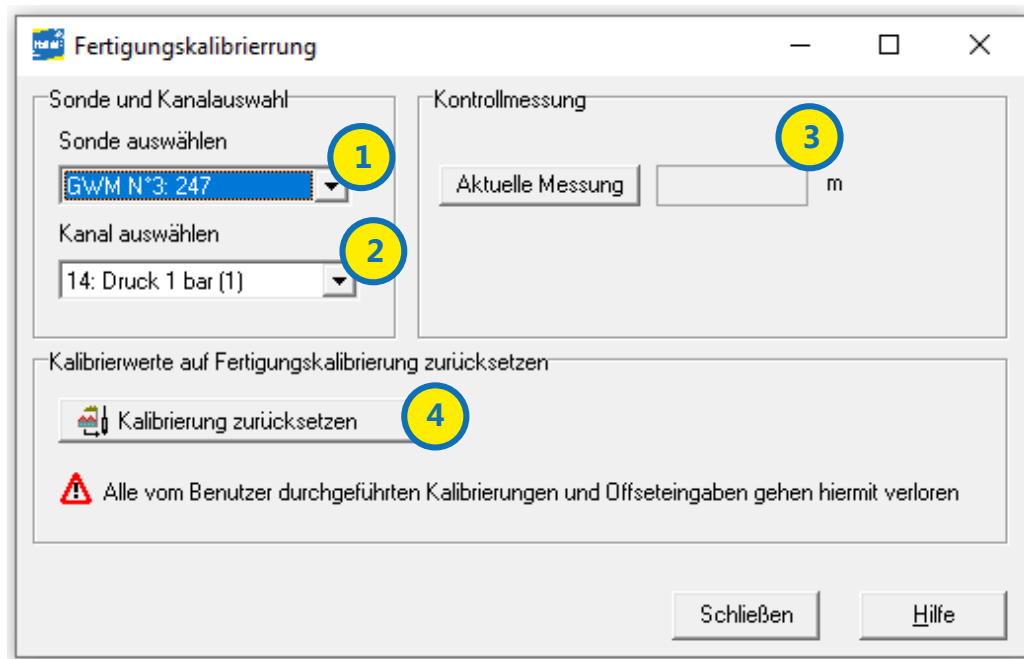 Fertigungskalibrierrung
Sonde und Kanalauswahl
Sonde auswählen
1
GWM N°3: 247
Kanal auswählen
2
14: Druck 1 bar (1)
Kontrollmessung
3
Aktuelle Messung
m
Kalibrierwerte auf Fertigungskalibrierung zurücksetzen
Kalibrierung zurücksetzen
4
Alle vom Benutzer durchgeführten Kalibrierungen und Offseteingaben gehen hiermit verloren
Schließen
Hilfe